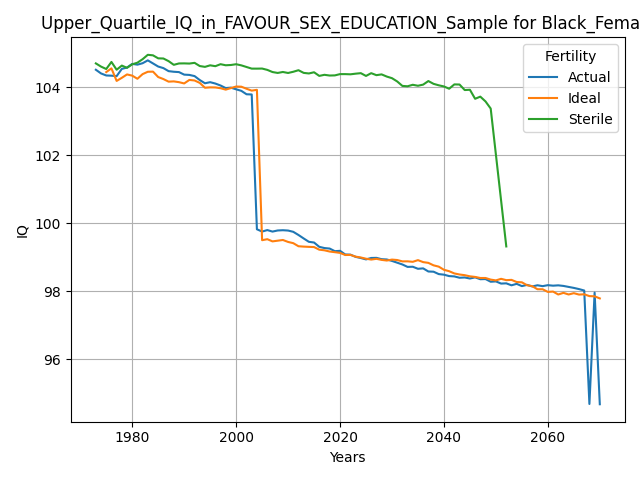 Upper_Quartile_IQ_in_FAVOUR_SEX_EDUCATION_Sample for Black_Fema
Fertility
Actual
Ideal
Sterile
IQ
104
102
100
98
96
1980
2000
2020
2040
2060
Years